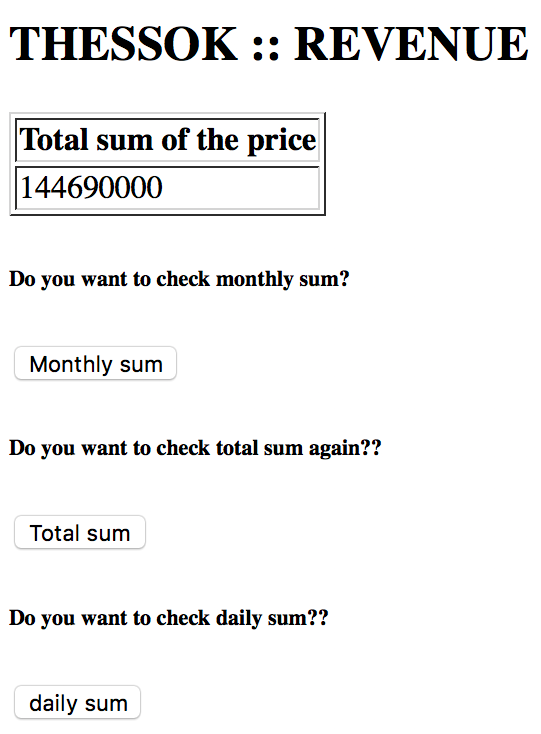 THESSOK :: REVENUE
Total sum of the price
144690000
Do you want to check monthly sum?
Monthly sum
Do you want to check total sum again??
Total sum
Do you want to check daily sum??
daily sum